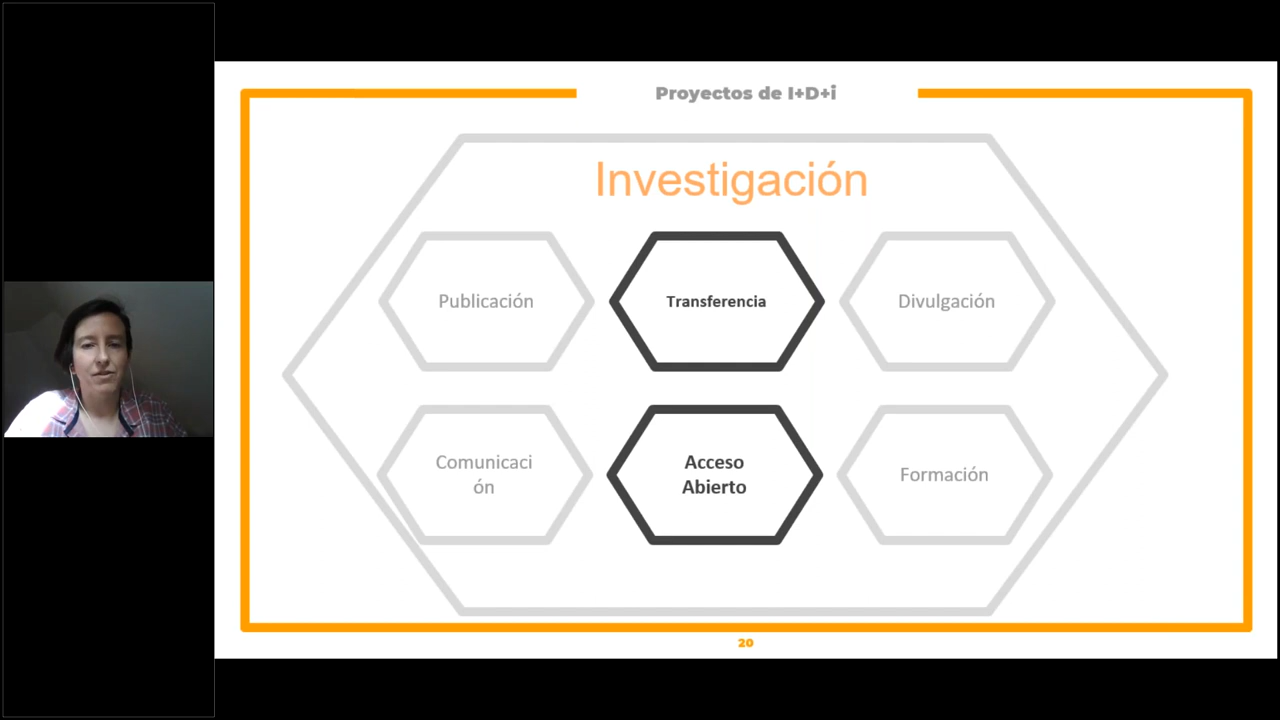 Proyectos de I+D+i
Investigación
Publicación
Transferencia
Divulgación
Comunicaci
ón
Acceso
Abierto
Formación
20